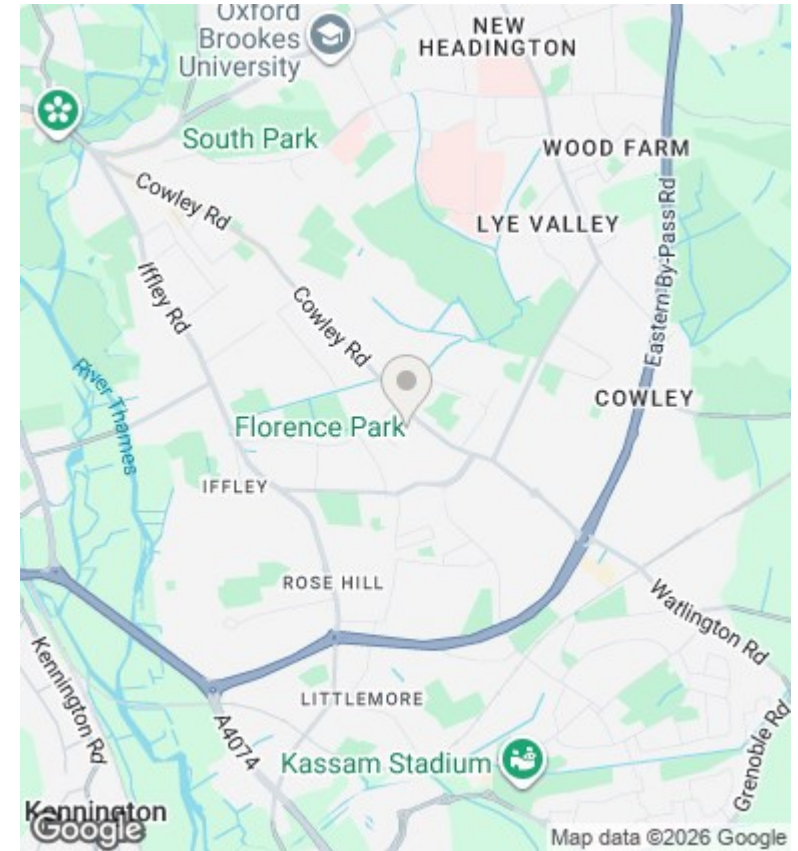 Oxford
Brookes
University
NEW
HEADINGTON
South Park
WOOD FARM
Cowley Rd
LYE VALLEY
Eastern By-Pass Rd
Iffley Rd
Cowley Rd
River Thames
COWLEY
Florence Park
IFFLEY
ROSE HILL
Watlington Rd
Kennington Rd
LITTLEMORE
A4074
Kassam Stadium
Grenoble Rd
Kennington
Google
Map data ©2026 Google